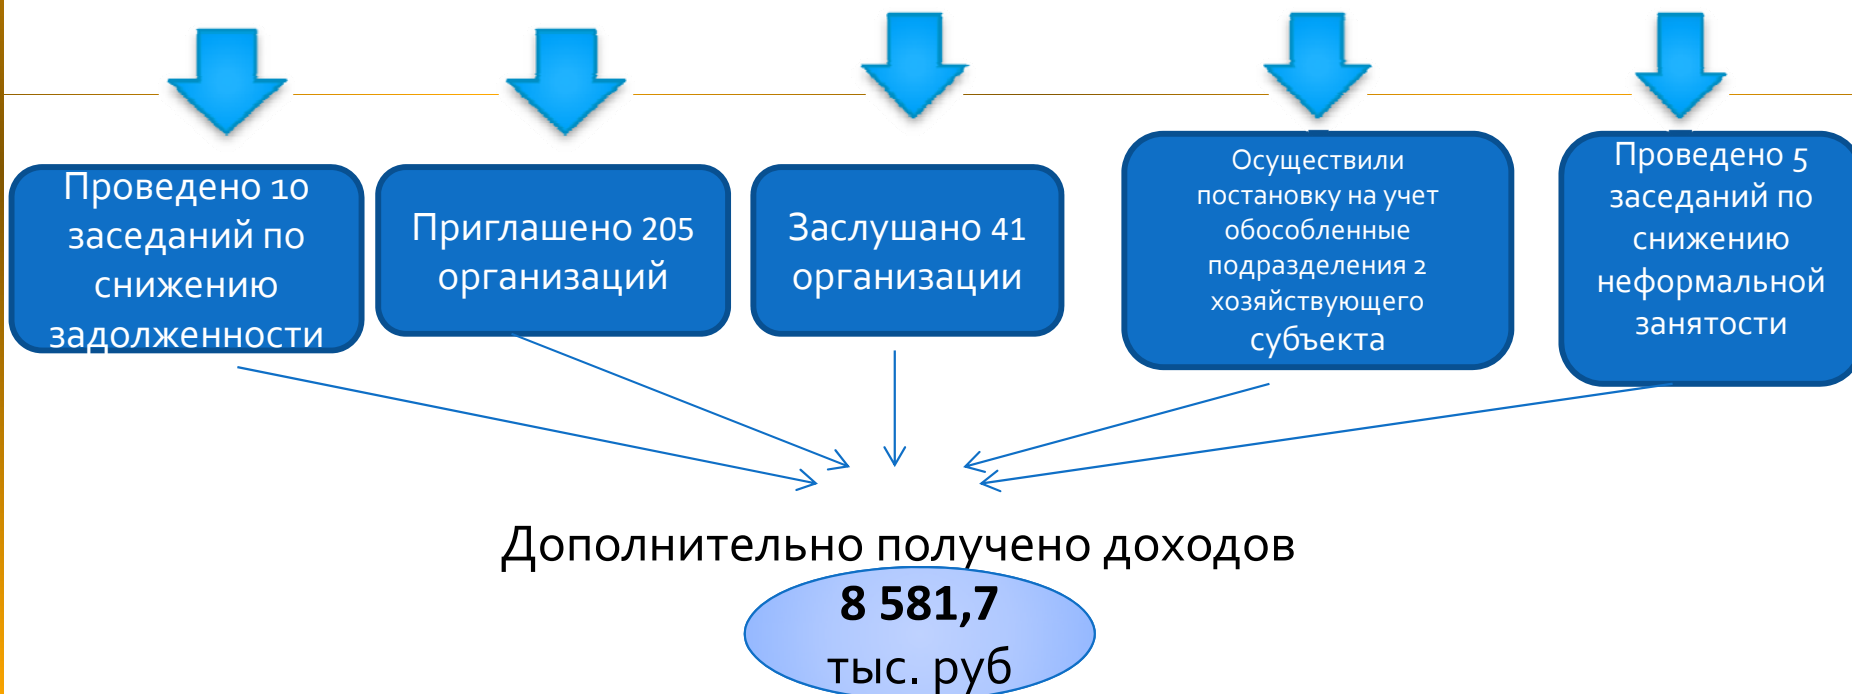 Проведено 10
заседаний по
снижению
задолженности
Приглашено 205
организаций
Заслушано 41
организации
Осуществили
постановку на учет
обособленные
подразделения 2
хозяйствующего
субъекта
Проведено 5
заседаний по
снижению
неформальной
занятости
Дополнительно получено доходов
8 581,7
тыс. руб